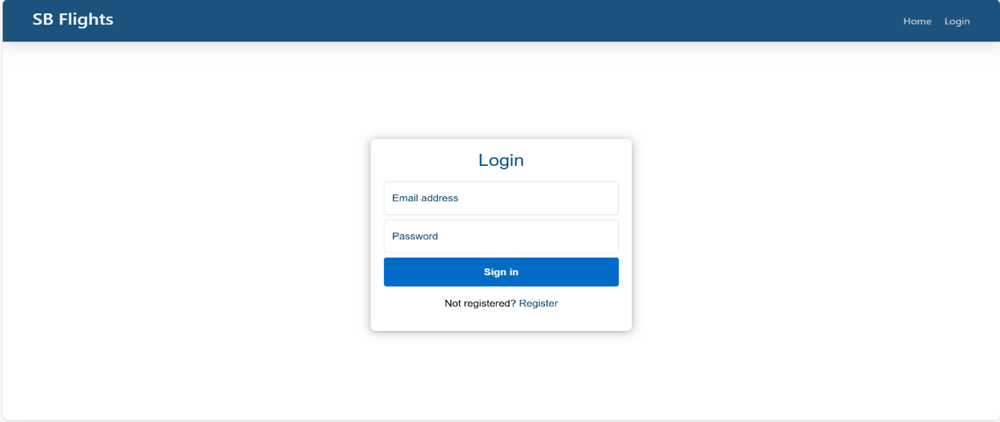 SB Flights
Home Login
Login
Email address
Password
Sign in
Not registered? Register